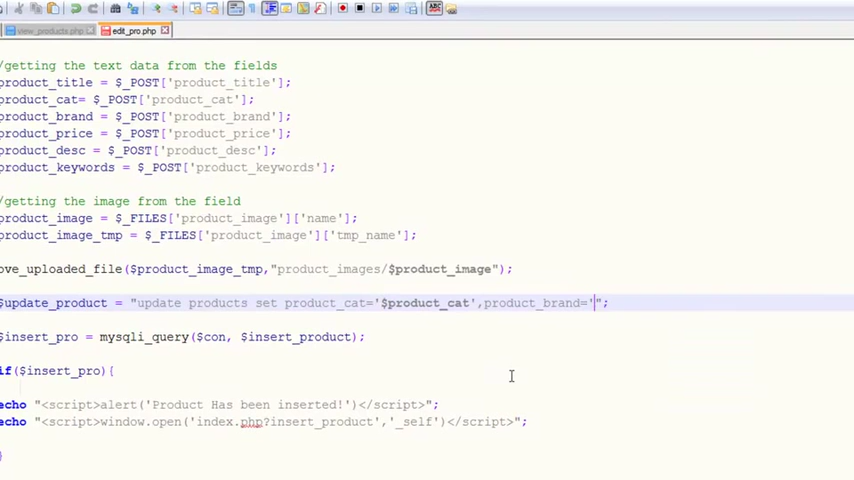 view_products.php edit_pro.php
/getting the text data from the fields
product_title = $_POST['product_title'];
product_cat= $_POST['product_cat'];
product_brand = $_POST['product_brand'];
product_price = $_POST['product_price'];
product_desc = $_POST['product_desc'];
product_keywords = $_POST['product_keywords'];
/getting the image from the field
product_image = $_FILES['product_image']['name'];
product_image_tmp = $_FILES['product_image']['tmp_name'];
ove_uploaded_file($product_image_tmp,"product_images/$product_image");
$update_product = "update products set product_cat='$product_cat',product_brand='";
$insert_pro = mysqli_query($con, $insert_product);
if($insert_pro){
echo "<script>alert('Product Has been inserted!')</script>";
echo "<script>window.open('index.php?insert_product','_self')</script>";
}